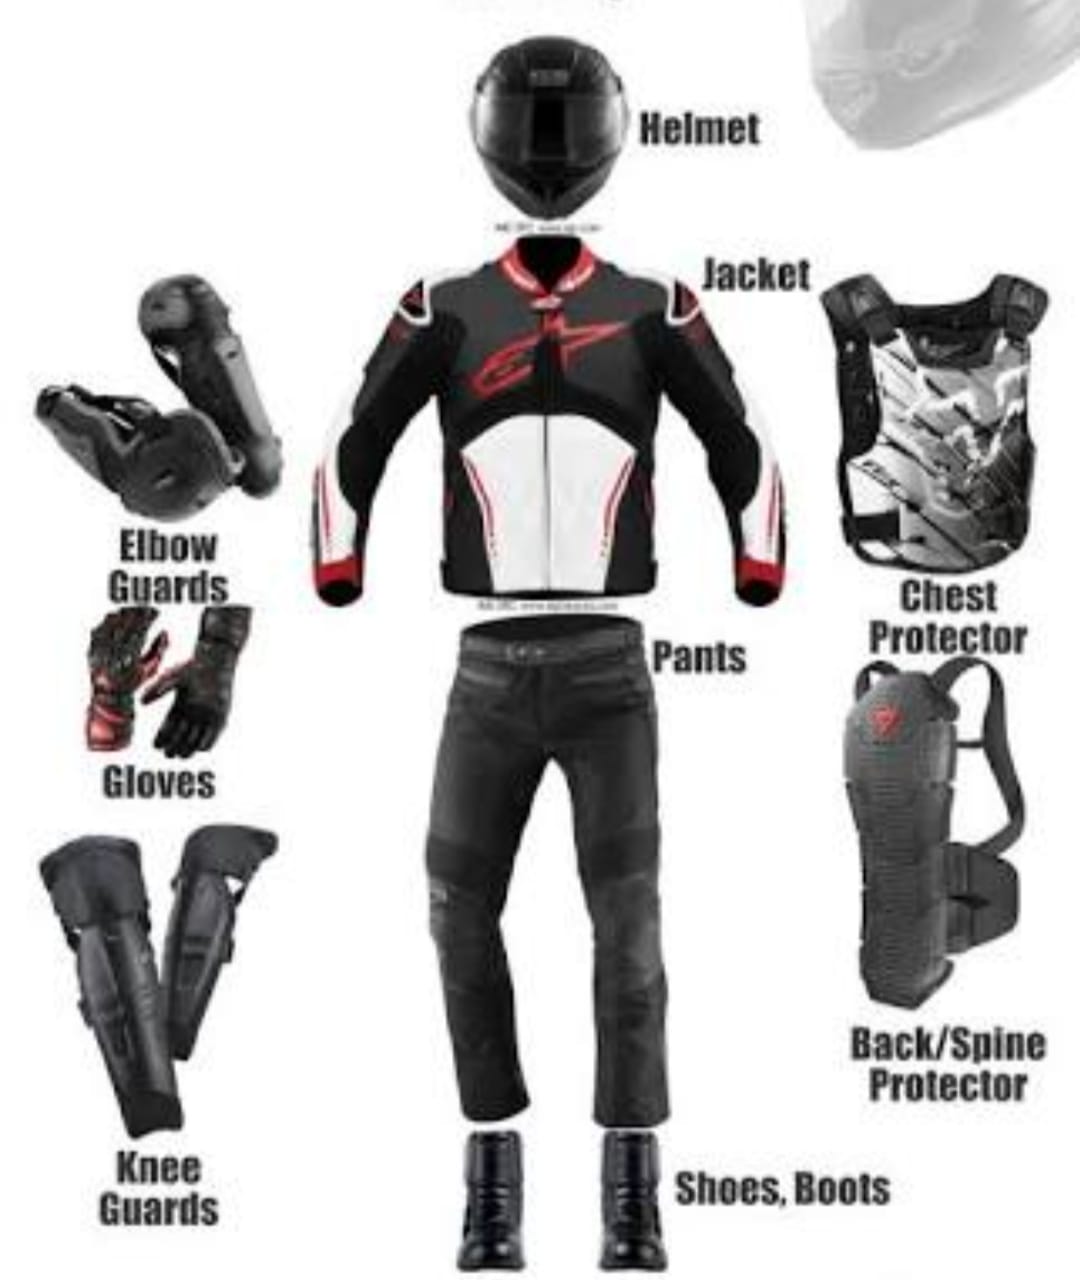 Helmet
Jacket
Elbow
Guards
Chest
Protector
Pants
Gloves
Back/Spine
Protector
Knee
Guards
Shoes, Boots